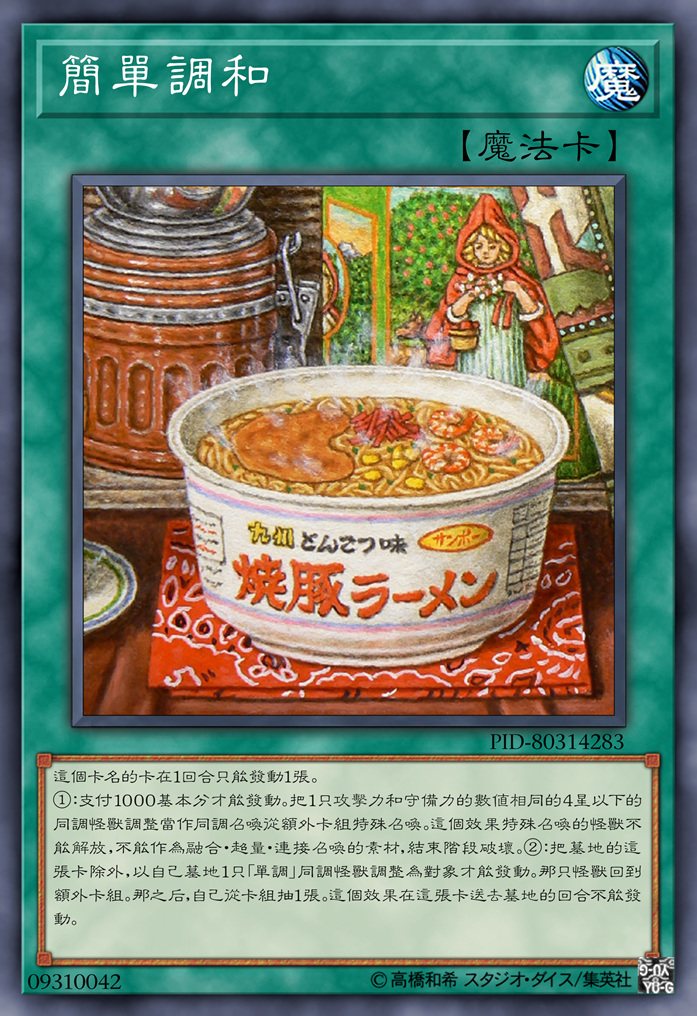 簡單調和
魔
【魔法卡】
九州 とんこつ味
サンポー
焼豚ラーメン
PID-80314283
這個卡名的卡在1回合只能發動1張。
①:支付1000基本分才能發動。把1只攻擊力和守備力的數值相同的4星以下的
同調怪獸調整當作同調召喚從額外卡組特殊召喚。這個效果特殊召喚的怪獸不
能解放,不能作為融合·超量·連接召喚的素材,結束階段破壞。②:把墓地的這
張卡除外,以自己墓地1只「單調」同調怪獸調整為對象才能發動。那只怪獸回到
額外卡組。那之后,自己從卡組抽1張。這個效果在這張卡送去墓地的回合不能發
動。
09310042
©高橋和希 スタジオ・ダイス/集英社
YU-G